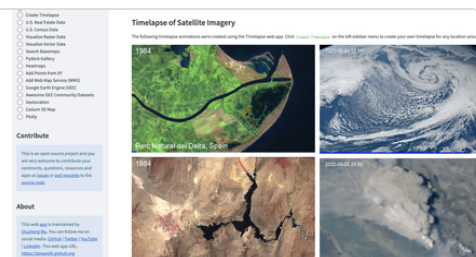 Create Timelapse
U.S. Real Estate Data
U.S. Census Data
Visualize Raster Data
Visualize Vector Data
Search Basemaps
Pydeck Gallery
Heatmaps
Add Points from XY
Add Web Map Service (WMS)
Google Earth Engine (GEE)
Awesome GEE Community Datasets
Geolocation
Cesium 3D Map
Plotly
Contribute
This is an open source project and you
are very welcome to contribute your
comments, questions, resources and
apps as issues or pull requests to the
source code.
About
This web app is maintained by
Qiusheng Wu. You can follow me on
social media: GitHub | Twitter | YouTube
| LinkedIn. This web app URL:
https://streamlit.gishub.org
Timelapse of Satellite Imagery
The following timelapse animations were created using the Timelapse web app. Click Create Timelapse on the left sidebar menu to create your own timelapse for any location around
1984
Parc Natural del Delta, Spain
1984